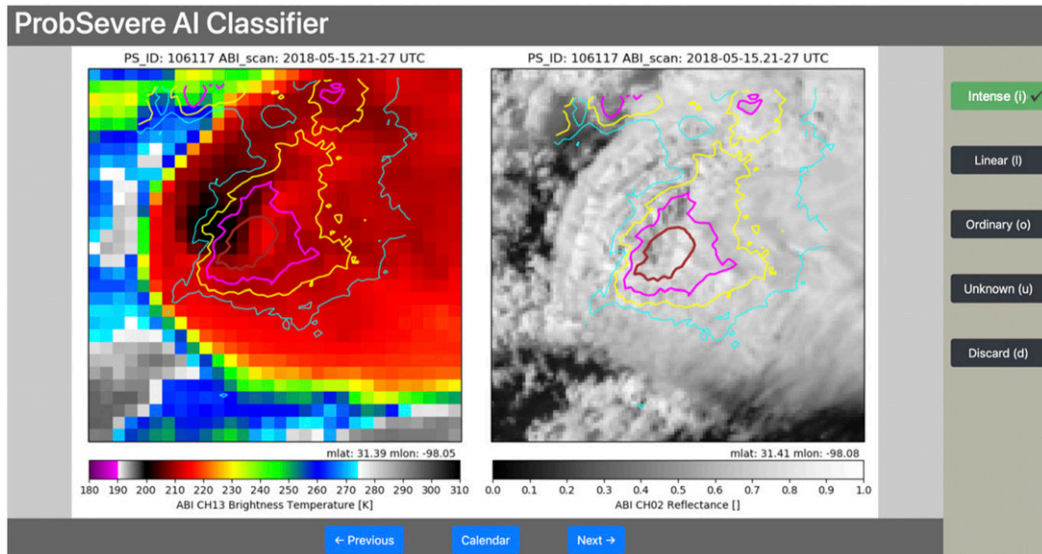 ProbSevere AI Classifier
PS_ID: 106117 ABI_scan: 2018-05-15.21-27 UTC
PS_ID: 106117 ABI_scan: 2018-05-15.21-27 UTC
Intense (i) ✓
Linear (l)
Ordinary (o)
Unknown (u)
Discard (d)
mlat: 31.39 mlon: -98.05
mlat: 31.41 mlon: -98.08
180 190 200 210 220 230 240 250 260 270 280 290 300 310
ABI CH13 Brightness Temperature [K]
0.0 0.1 0.2 0.3 0.4 0.5 0.6 0.7 0.8 0.9 1.0
ABI CH02 Reflectance []
← Previous
Calendar
Next →